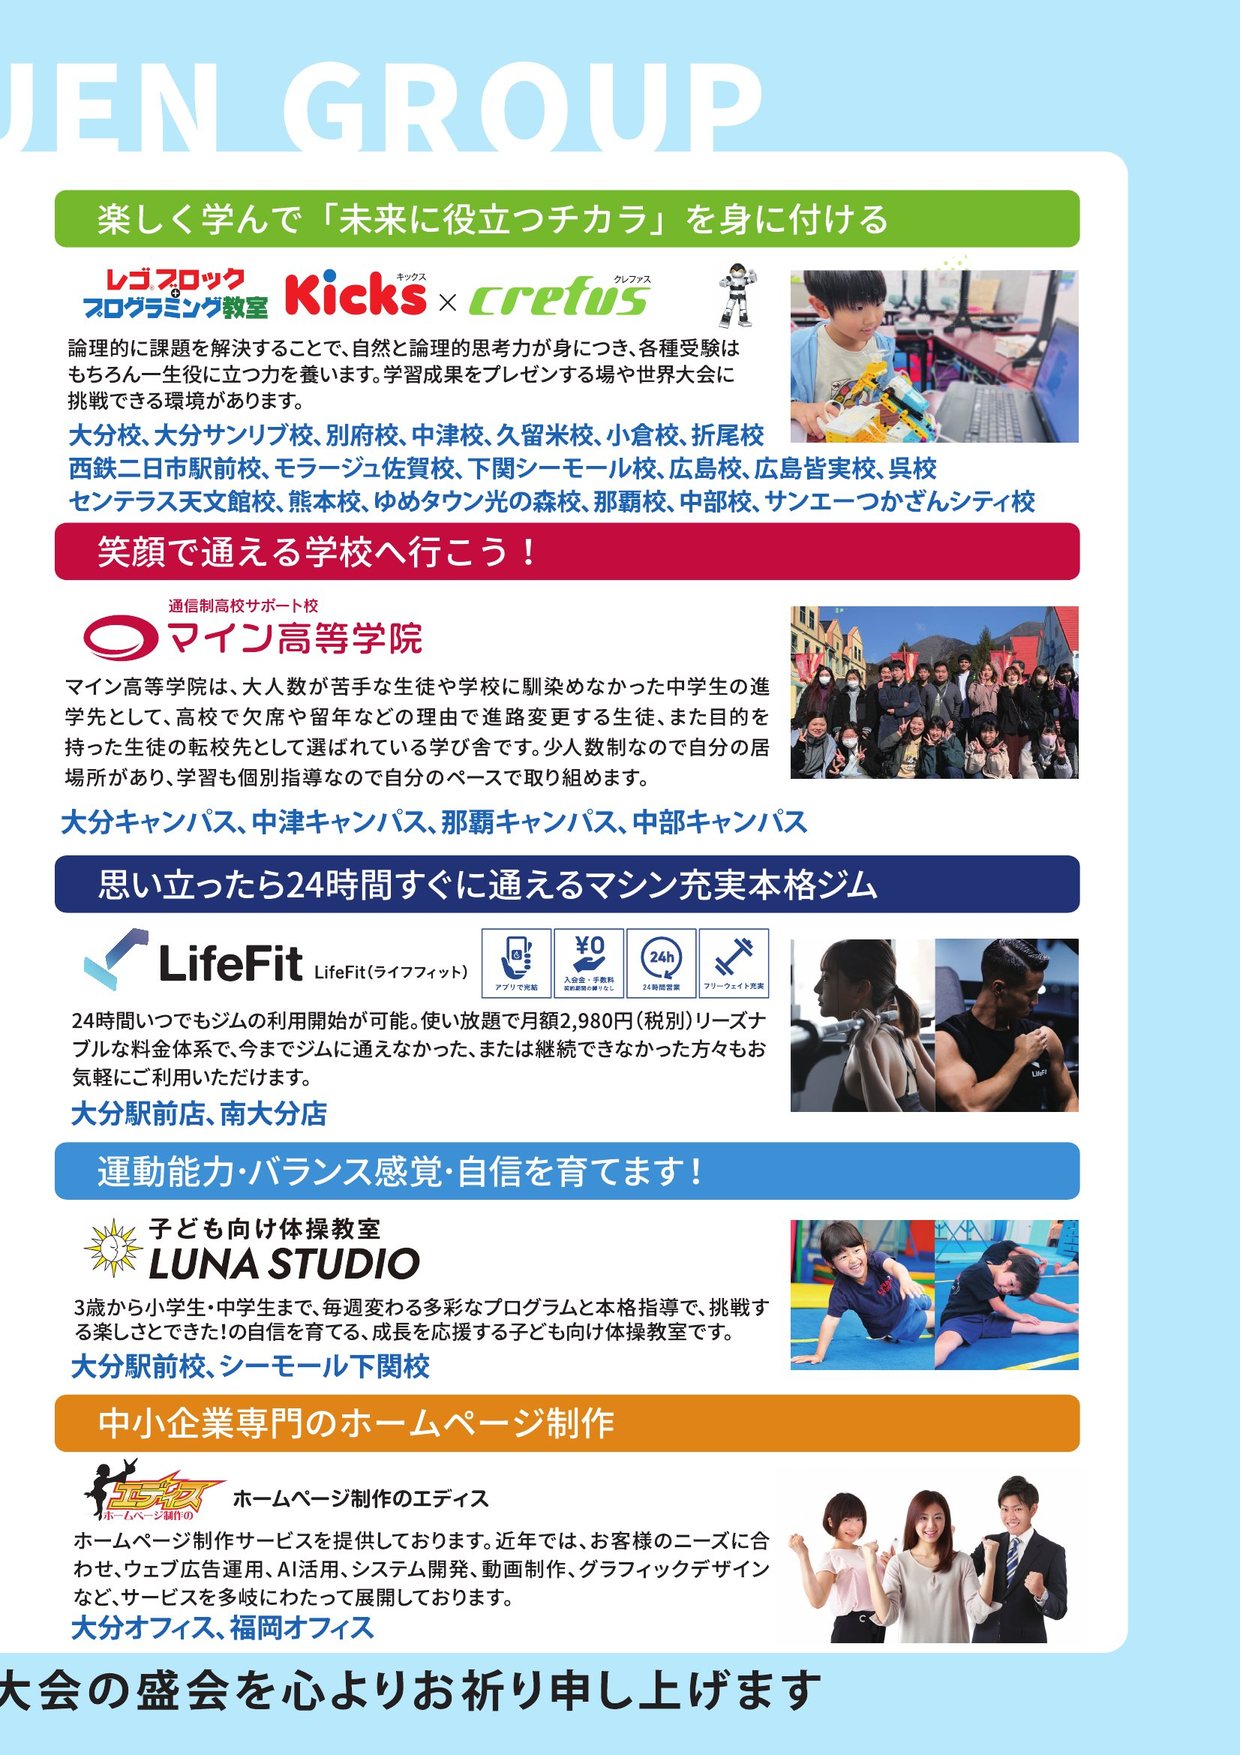 UEN GROUP
楽しく学んで「未来に役立つチカラ」を身に付ける
レゴ®ブロック
+
プログラミング教室
Kicks キックス × crefus クレファス
論理的に課題を解決することで、自然と論理的思考力が身につき、各種受験は
もちろん一生役に立つ力を養います。学習成果をプレゼンする場や世界大会に
挑戦できる環境があります。
大分校、大分サンリブ校、別府校、中津校、久留米校、小倉校、折尾校
西鉄二日市駅前校、モラージュ佐賀校、下関シーモール校、広島校、広島皆実校、呉校
センテラス天文館校、熊本校、ゆめタウン光の森校、那覇校、中部校、サンエーつかざんシティ校
笑顔で通える学校へ行こう！
通信制高校サポート校
マイン高等学院
マイン高等学院は、大人数が苦手な生徒や学校に馴染めなかった中学生の進
学先として、高校で欠席や留年などの理由で進路変更する生徒、また目的を
持った生徒の転校先として選ばれている学び舎です。少人数制なので自分の居
場所があり、学習も個別指導なので自分のペースで取り組めます。
大分キャンパス、中津キャンパス、那覇キャンパス、中部キャンパス
思い立ったら24時間すぐに通えるマシン充実本格ジム
LifeFit LifeFit（ライフフィット）
アプリで完結
¥0
入会金・手数料
契約期間の縛りなし
24h
24時間営業
フリーウェイト充実
24時間いつでもジムの利用開始が可能。使い放題で月額2,980円（税別）リーズナ
ブルな料金体系で、今までジムに通えなかった、または継続できなかった方々もお
気軽にご利用いただけます。
LifeFit
大分駅前店、南大分店
運動能力・バランス感覚・自信を育てます！
子ども向け体操教室
LUNA STUDIO
3歳から小学生・中学生まで、毎週変わる多彩なプログラムと本格指導で、挑戦す
る楽しさとできた！の自信を育てる、成長を応援する子ども向け体操教室です。
大分駅前校、シーモール下関校
中小企業専門のホームページ制作
エディス
ホームページ制作の
ホームページ制作のエディス
ホームページ制作サービスを提供しております。近年では、お客様のニーズに合
わせ、ウェブ広告運用、AI活用、システム開発、動画制作、グラフィックデザイン
など、サービスを多岐にわたって展開しております。
大分オフィス、福岡オフィス
大会の盛会を心よりお祈り申し上げます